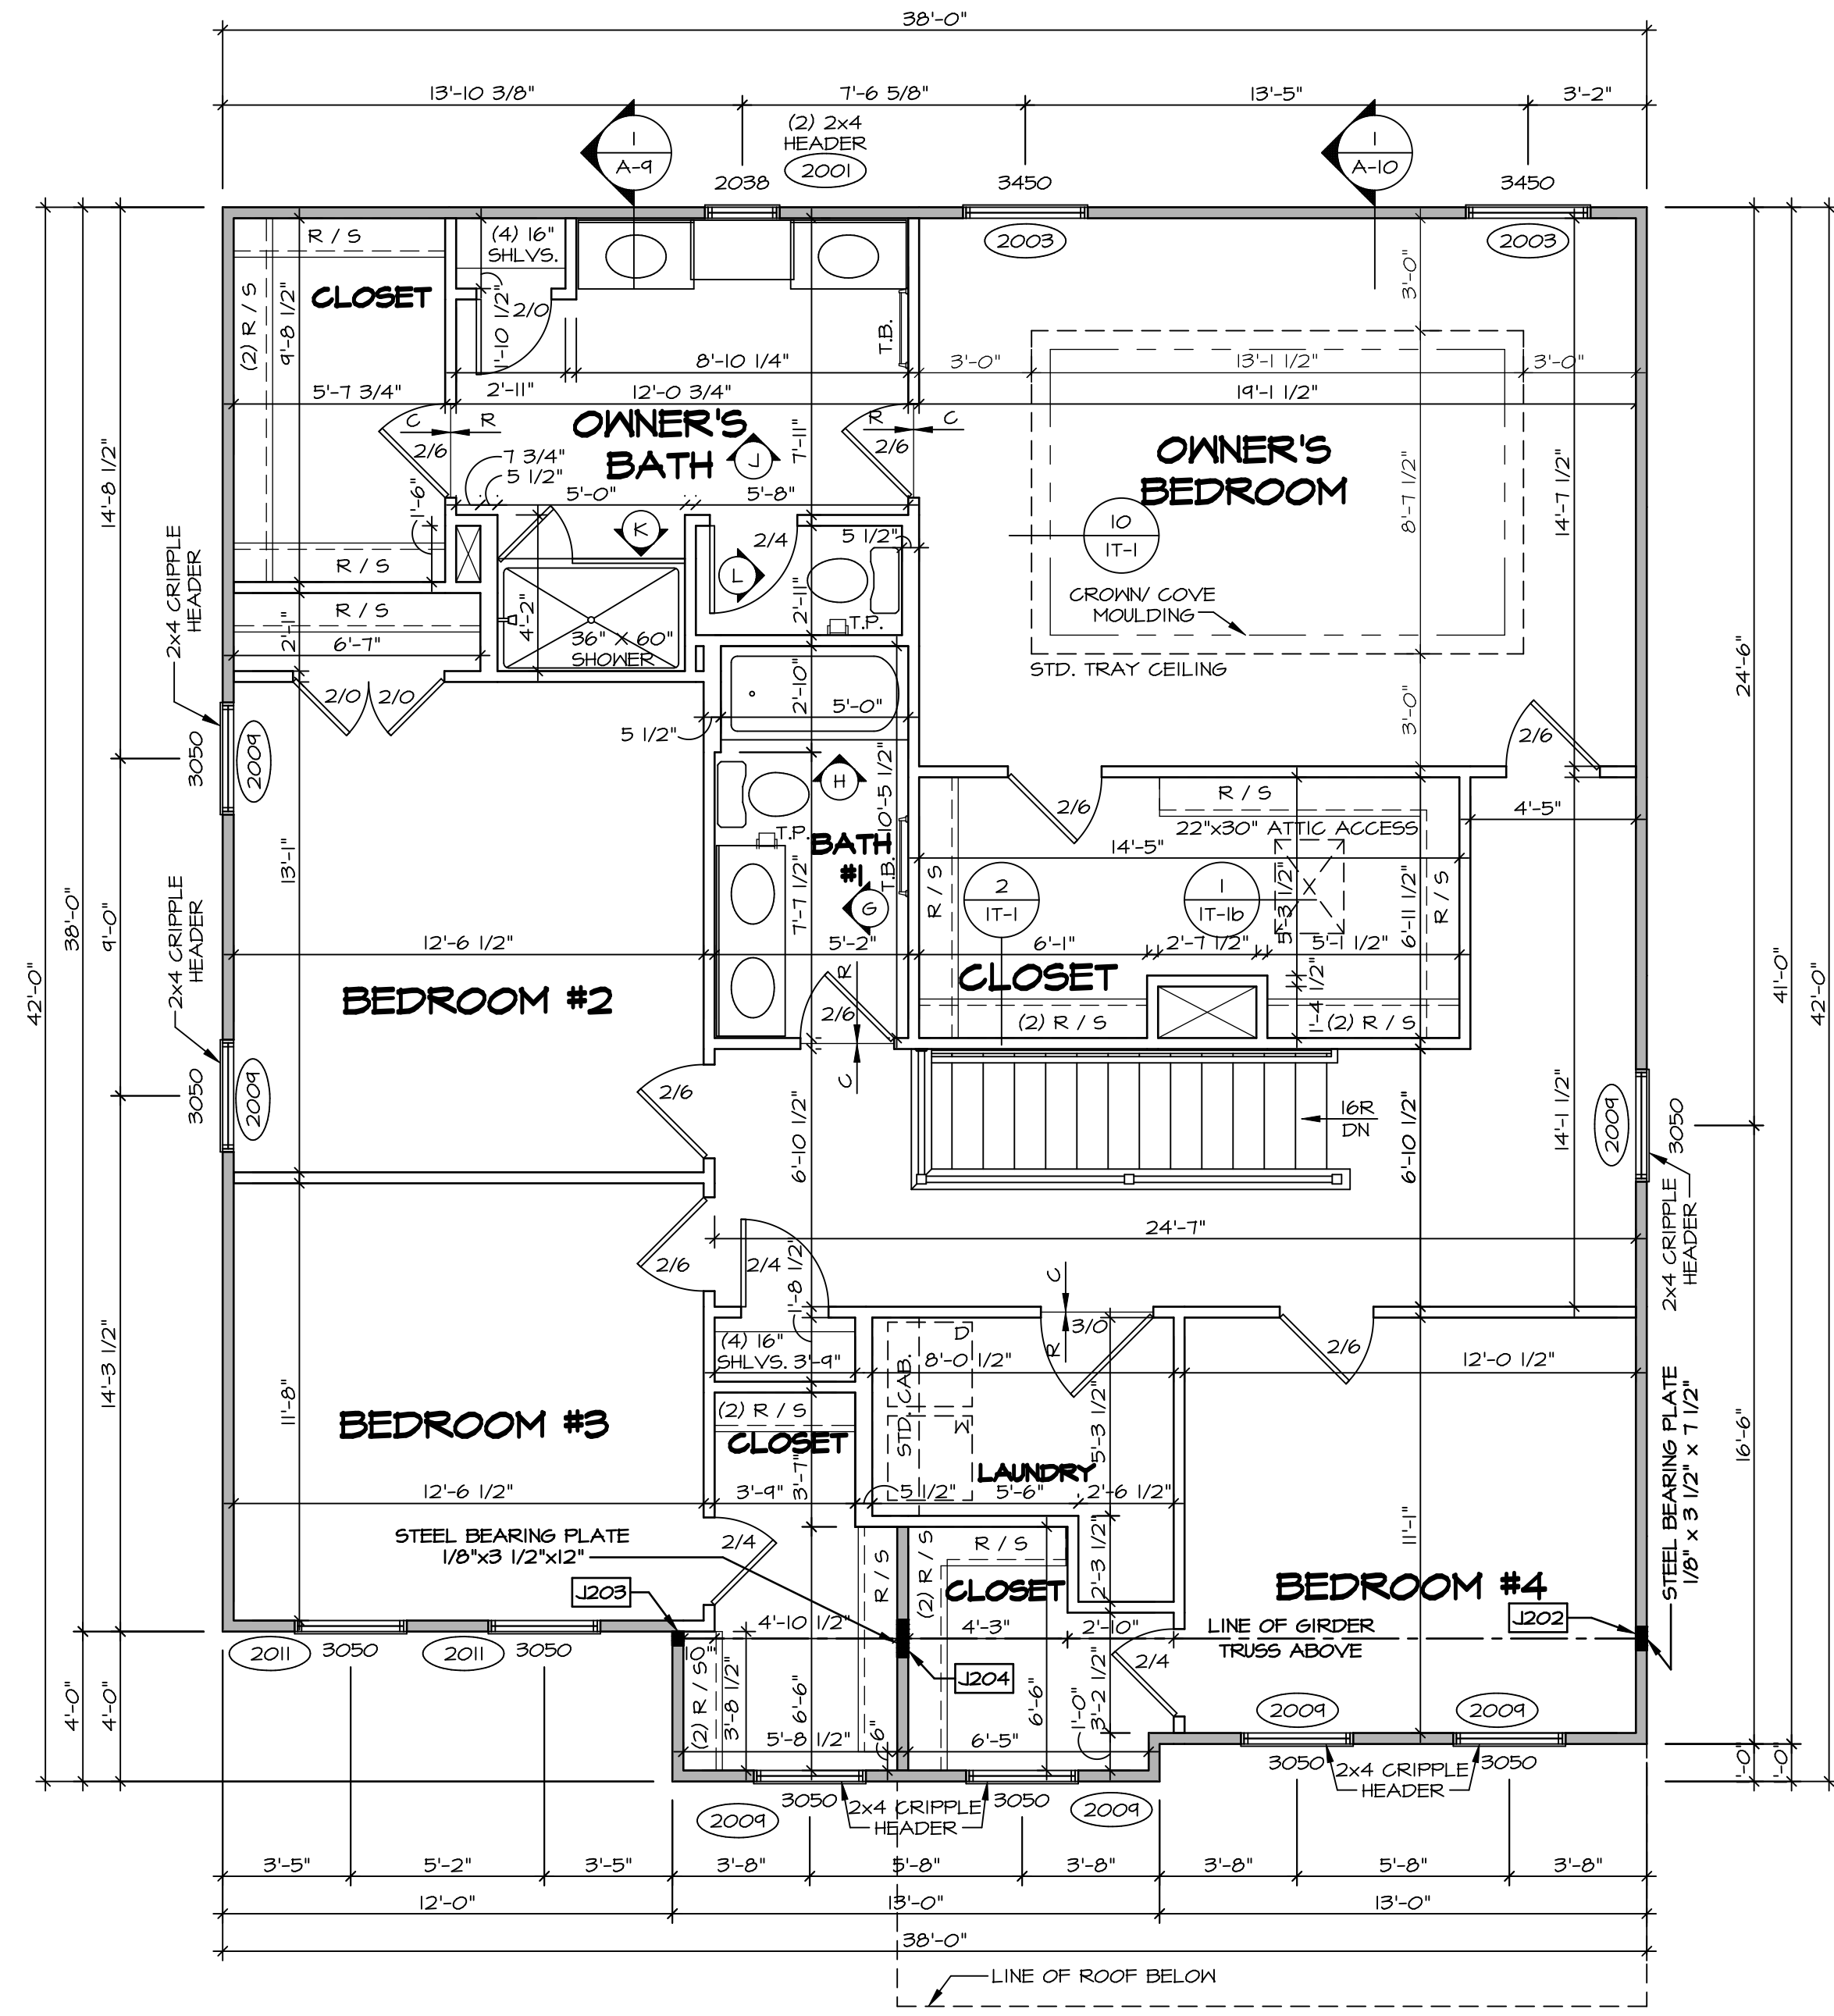 38'-0"
13'-10 3/8"
7'-6 5/8"
13'-5"
3'-2"
(2) 2x4
HEADER
2001
1
A-9
1
A-10
2038
3450
3450
2003
2003
R / S
(4) 16"
SHLVS.
CLOSET
(2) R / S
9'-8 1/2"
1'-10 1/2"
2/0
T.B.
3'-0"
8'-10 1/4"
3'-0"
13'-1 1/2"
3'-0"
5'-7 3/4"
2'-11"
12'-0 3/4"
19'-1 1/2"
C
R
2/6
OWNER'S
BATH
J
7'-11"
R
C
2/6
OWNER'S
BEDROOM
7 3/4"
5 1/2"
5'-0"
5'-8"
1'-6"
14'-8 1/2"
8'-7 1/2"
14'-7 1/2"
10
1T-1
K
2/4
5 1/2"
L
R / S
2x4 CRIPPLE
HEADER
R / S
2'-1"
6'-7"
4'-2"
36" X 60"
SHOWER
2'-11"
T.P.
CROWN/ COVE
MOULDING
STD. TRAY CEILING
24'-6"
2/0
2/0
2'-10"
5'-0"
5 1/2"
3'-0"
2/6
3050
2009
H
10'-5 1/2"
T.P.
BATH
#1
T.B.
7'-7 1/2"
G
2/6
R / S
22"x30" ATTIC ACCESS
4'-5"
14'-5"
13'-1"
R / S
2
1T-1
1
1T-1b
X
5'-3 1/2"
6'-11 1/2"
R / S
38'-0"
9'-0"
2x4 CRIPPLE
HEADER
12'-6 1/2"
5'-2"
6'-1"
2'-7 1/2"
5'-1 1/2"
41'-0"
42'-0"
42'-0"
BEDROOM #2
R
2/6
C
CLOSET
1'-4 1/2"
(2) R / S
(2) R / S
3050
2009
2/6
6'-10 1/2"
16R
DN
6'-10 1/2"
14'-1 1/2"
2009
3050
2x4 CRIPPLE
HEADER
24'-7"
2/6
2/4
1'-8 1/2"
C
R
3/0
2/6
14'-3 1/2"
(4) 16"
SHLVS.
3'-9"
D
8'-0 1/2"
12'-0 1/2"
STD. CAB.
W
11'-8"
BEDROOM #3
(2) R / S
CLOSET
3'-7"
5'-3 1/2"
LAUNDRY
16'-6"
STEEL BEARING PLATE
1/8" x 3 1/2" x 7 1/2"
12'-6 1/2"
3'-9"
5 1/2"
5'-6"
2'-6 1/2"
STEEL BEARING PLATE
1/8"x3 1/2"x12"
2/4
R / S
(2) R / S
R / S
CLOSET
2'-3 1/2"
11'-1"
BEDROOM #4
J203
J202
4'-10 1/2"
4'-3"
2'-10"
LINE OF GIRDER
TRUSS ABOVE
2011
3050
2011
3050
10"
(2) R / S
3'-8 1/2"
6'-6"
J204
6'-6"
1'-0"
3'-2 1/2"
2/4
2009
2009
4'-0"
4'-0"
5'-8 1/2"
6"
6'-5"
1'-0"
1'-0"
3050
3050
2x4 CRIPPLE
HEADER
2009
3050
2x4 CRIPPLE
HEADER
3050
2009
3'-5"
5'-2"
3'-5"
3'-8"
5'-8"
3'-8"
3'-8"
5'-8"
3'-8"
12'-0"
13'-0"
13'-0"
38'-0"
LINE OF ROOF BELOW